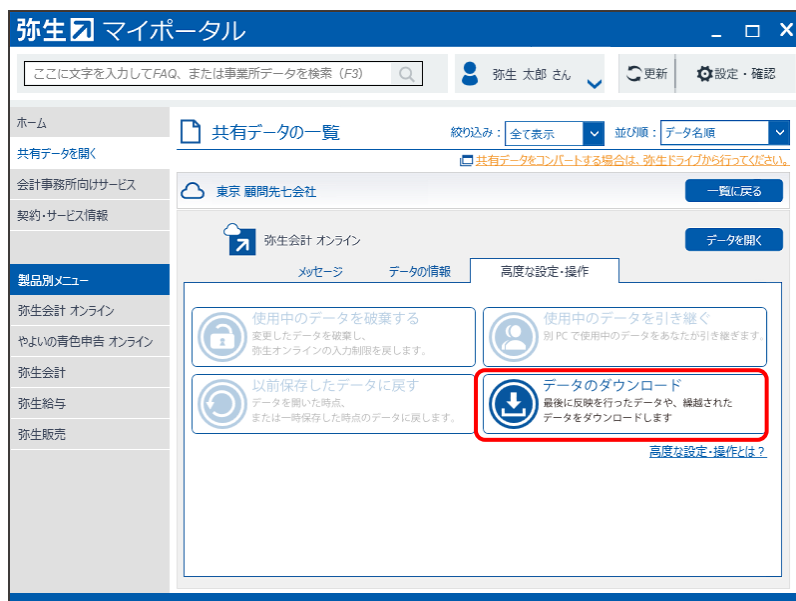 弥生 マイポータル
ここに文字を入力してFAQ、または事業所データを検索（F3）
弥生 太郎 さん
更新
設定・確認
ホーム
共有データを開く
会計事務所向けサービス
契約・サービス情報
製品別メニュー
弥生会計 オンライン
やよいの青色申告 オンライン
弥生会計
弥生給与
弥生販売
共有データの一覧
絞り込み：全て表示
並び順：データ名順
共有データをコンバートする場合は、弥生ドライブから行ってください。
東京 顧問先七会社
一覧に戻る
弥生会計 オンライン
データを開く
メッセージ
データの情報
高度な設定・操作
使用中のデータを破棄する
変更したデータを破棄し、
弥生オンラインの入力制限を戻します。
使用中のデータを引き継ぐ
別 PC で使用中のデータをあなたが引き継ぎます。
以前保存したデータに戻す
データを開いた時点、
または一時保存した時点のデータに戻します。
データのダウンロード
最後に反映を行ったデータや、繰越された
データをダウンロードします
高度な設定・操作とは？